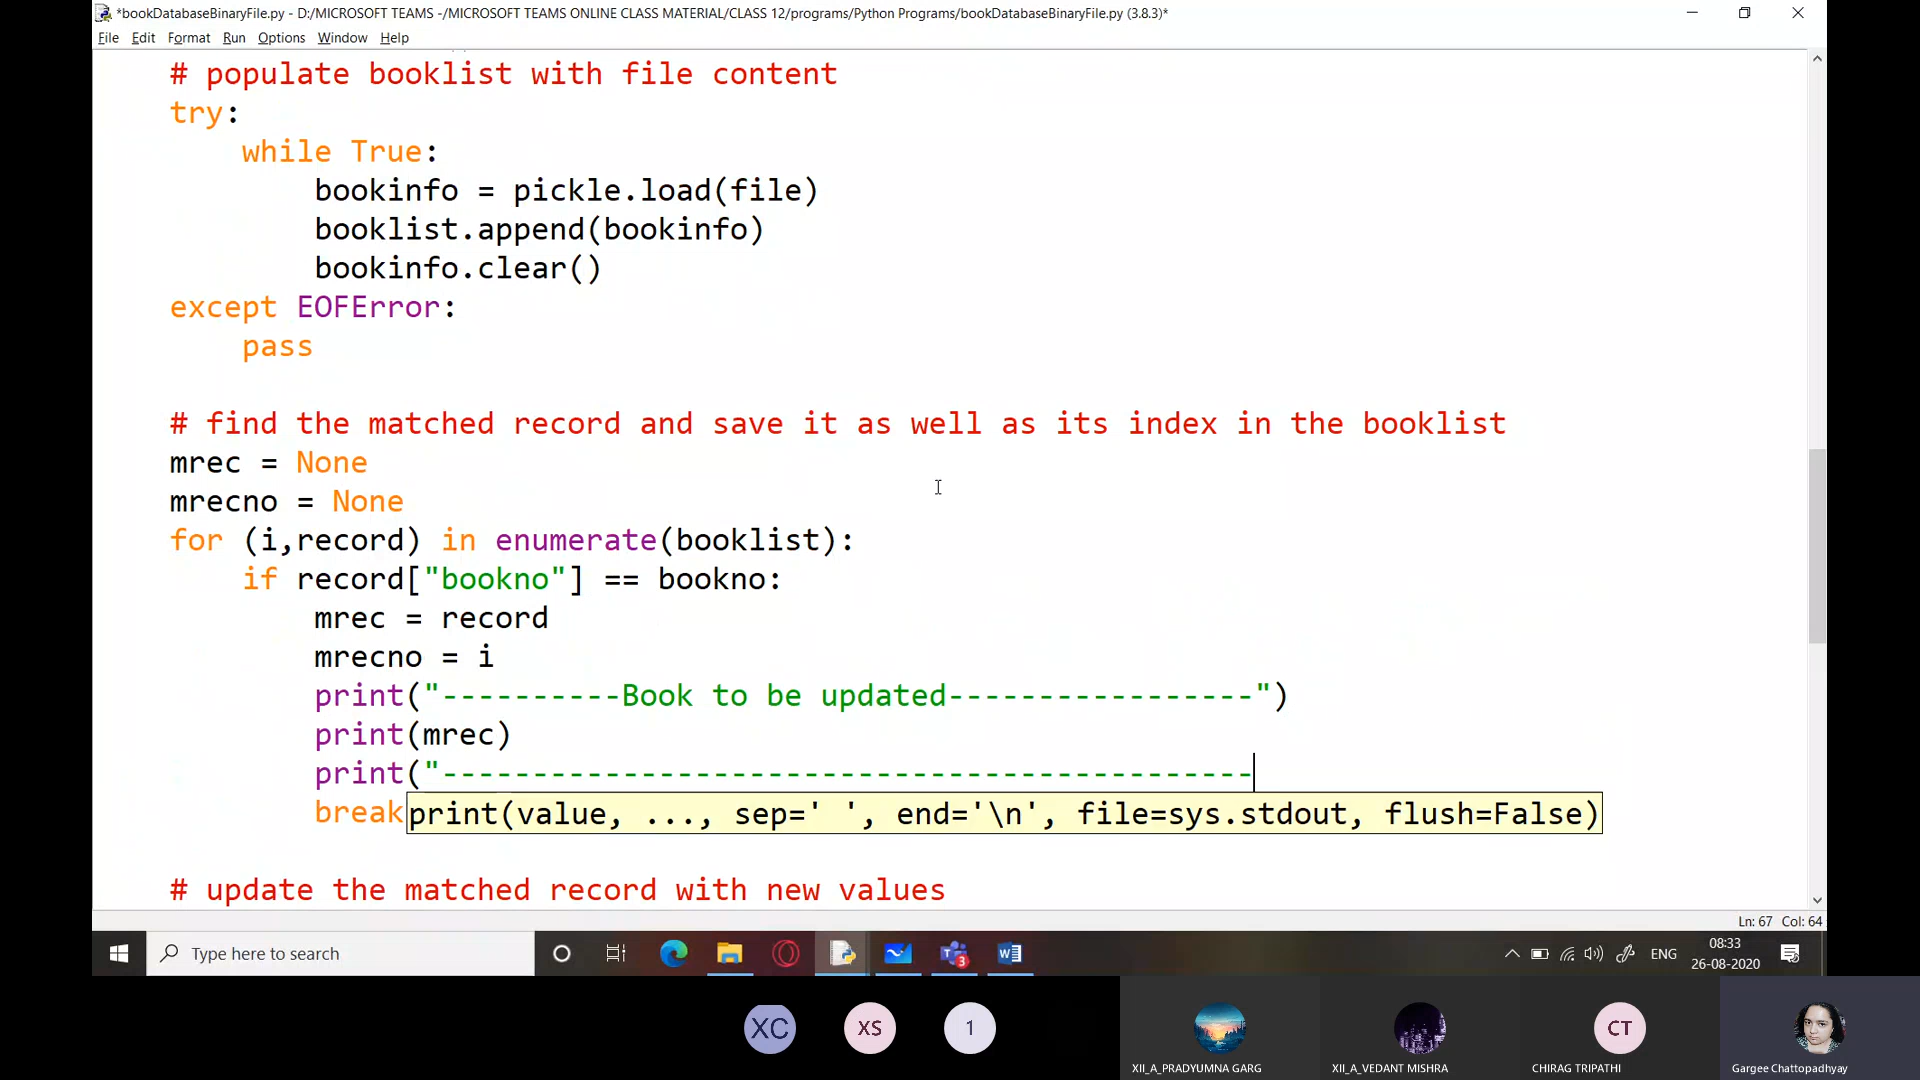 *bookDatabaseBinaryFile.py - D:/MICROSOFT TEAMS -/MICROSOFT TEAMS ONLINE CLASS MATERIAL/CLASS 12/programs/Python Programs/bookDatabaseBinaryFile.py (3.8.3)*
File Edit Format Run Options Window Help
# populate booklist with file content
try:
    while True:
        bookinfo = pickle.load(file)
        booklist.append(bookinfo)
        bookinfo.clear()
except EOFError:
    pass
# find the matched record and save it as well as its index in the booklist
mrec = None
mrecno = None
for (i,record) in enumerate(booklist):
    if record["bookno"] == bookno:
        mrec = record
        mrecno = i
        print("----------Book to be updated-----------------")
        print(mrec)
        print("---------------------------------------------
        break
print(value, ..., sep=' ', end='\n', file=sys.stdout, flush=False)
# update the matched record with new values
Ln: 67 Col: 64
Type here to search
3
ENG
08:33
26-08-2020
XC
XS
1
CT
XII_A_PRADYUMNA GARG
XII_A_VEDANT MISHRA
CHIRAG TRIPATHI
Gargee Chattopadhyay